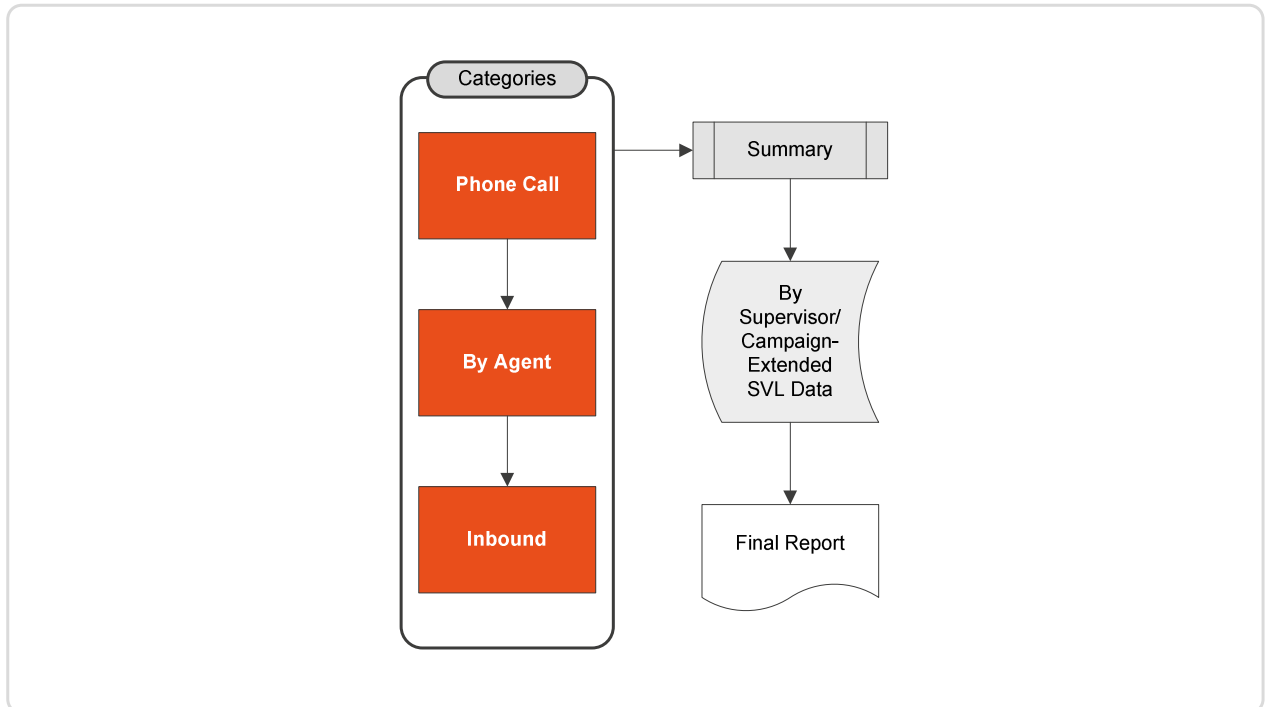 Categories
Phone Call
By Agent
Inbound
Summary
By
Supervisor/
Campaign-
Extended
SVL Data
Final Report